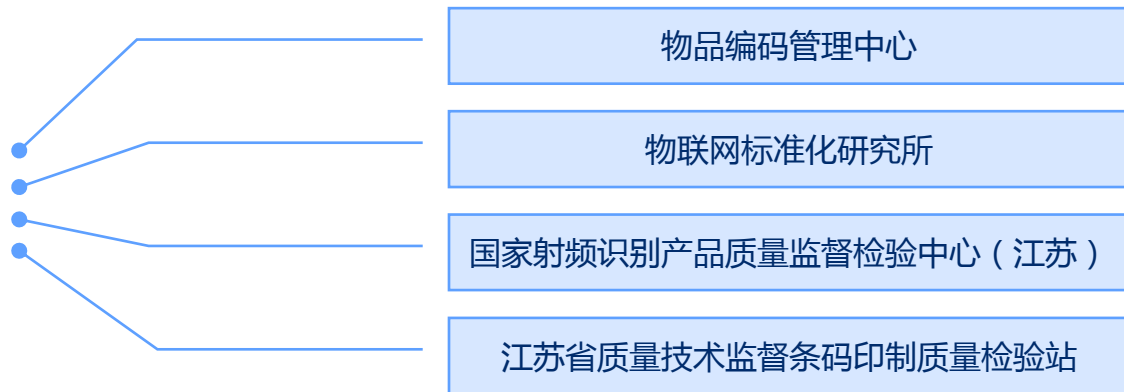 物品编码管理中心
物联网标准化研究所
国家射频识别产品质量监督检验中心（江苏）
江苏省质量技术监督条码印制质量检验站